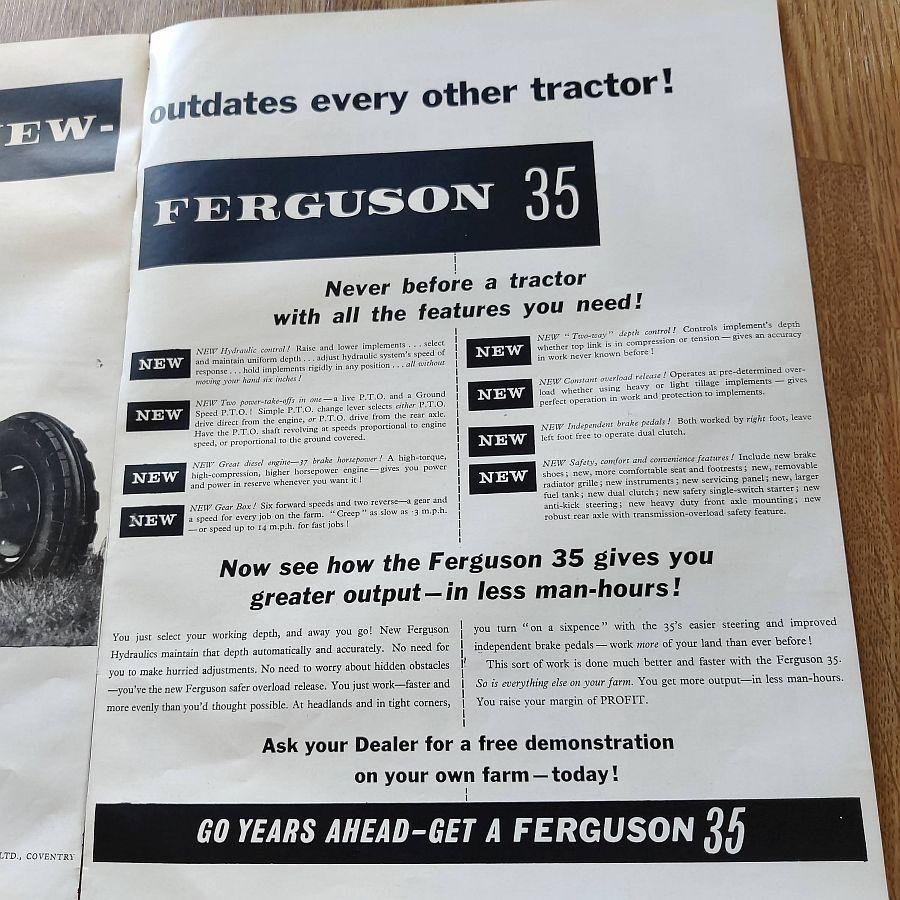 NEW-
outdates every other tractor!
FERGUSON 35
Never before a tractor
with all the features you need!
NEW
NEW Hydraulic control! Raise and lower implements . . . select
and maintain uniform depth . . . adjust hydraulic system's speed of
response . . . hold implements rigidly in any position . . . all without
moving your hand six inches!
NEW
NEW Two power-take-offs in one—a live P.T.O. and a Ground
Speed P.T.O.! Simple P.T.O. change lever selects either P.T.O.
drive direct from the engine, or P.T.O. drive from the rear axle.
Have the P.T.O. shaft revolving at speeds proportional to engine
speed, or proportional to the ground covered.
NEW
NEW Great diesel engine—37 brake horsepower! A high-torque,
high-compression, higher horsepower engine—gives you power
and power in reserve whenever you want it!
NEW
NEW Gear Box! Six forward speeds and two reverse—a gear and
a speed for every job on the farm. "Creep" as slow as ·3 m.p.h.
—or speed up to 14 m.p.h. for fast jobs!
NEW
NEW "Two-way" depth control! Controls implement's depth
whether top link is in compression or tension—gives an accuracy
in work never known before!
NEW
NEW Constant overload release! Operates at pre-determined over-
load whether using heavy or light tillage implements — gives
perfect operation in work and protection to implements.
NEW
NEW Independent brake pedals! Both worked by right foot, leave
left foot free to operate dual clutch.
NEW
NEW Safety, comfort and convenience features! Include new brake
shoes; new, more comfortable seat and footrests; new, removable
radiator grille; new instruments; new servicing panel; new, larger
fuel tank; new dual clutch; new safety single-switch starter; new
anti-kick steering; new heavy duty front axle mounting; new
robust rear axle with transmission-overload safety feature.
Now see how the Ferguson 35 gives you
greater output—in less man-hours!
You just select your working depth, and away you go! New Ferguson
Hydraulics maintain that depth automatically and accurately. No need for
you to make hurried adjustments. No need to worry about hidden obstacles
—you've the new Ferguson safer overload release. You just work—faster and
more evenly than you'd thought possible. At headlands and in tight corners,
you turn "on a sixpence" with the 35's easier steering and improved
independent brake pedals—work more of your land than ever before!
This sort of work is done much better and faster with the Ferguson 35.
So is everything else on your farm. You get more output—in less man-hours.
You raise your margin of PROFIT.
Ask your Dealer for a free demonstration
on your own farm—today!
GO YEARS AHEAD–GET A FERGUSON 35
LTD., COVENTRY